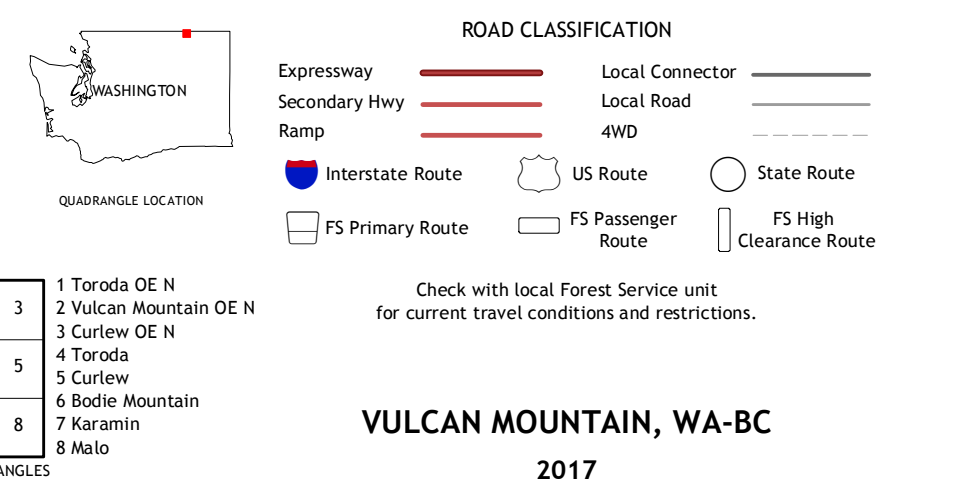 WASHINGTON
QUADRANGLE LOCATION
ROAD CLASSIFICATION
Expressway
Local Connector
Secondary Hwy
Local Road
Ramp
4WD
Interstate Route
US Route
State Route
FS Primary Route
FS Passenger
Route
FS High
Clearance Route
Check with local Forest Service unit
for current travel conditions and restrictions.
3
5
8
1 Toroda OE N
2 Vulcan Mountain OE N
3 Curlew OE N
4 Toroda
5 Curlew
6 Bodie Mountain
7 Karamin
8 Malo
ANGLES
VULCAN MOUNTAIN, WA-BC
2017